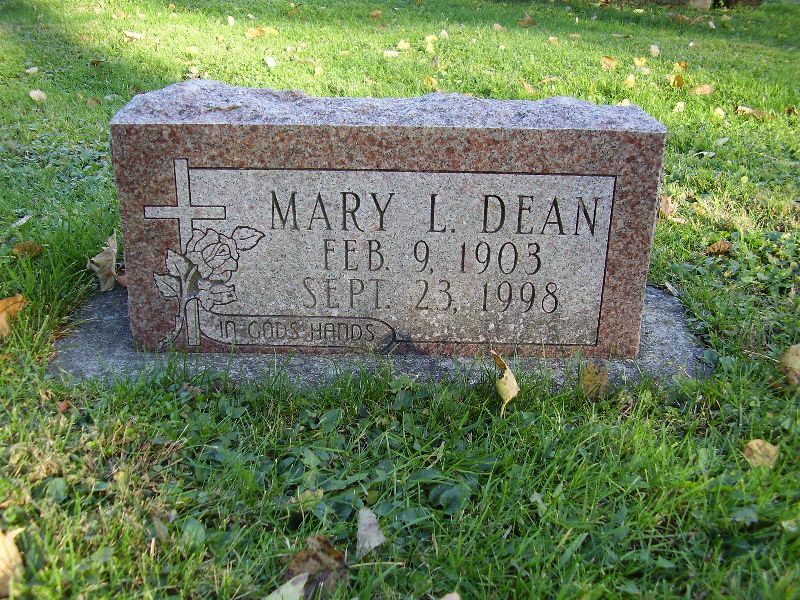 MARY L. DEAN
FEB. 9, 1903
SEPT. 23, 1998
IN GODS HANDS